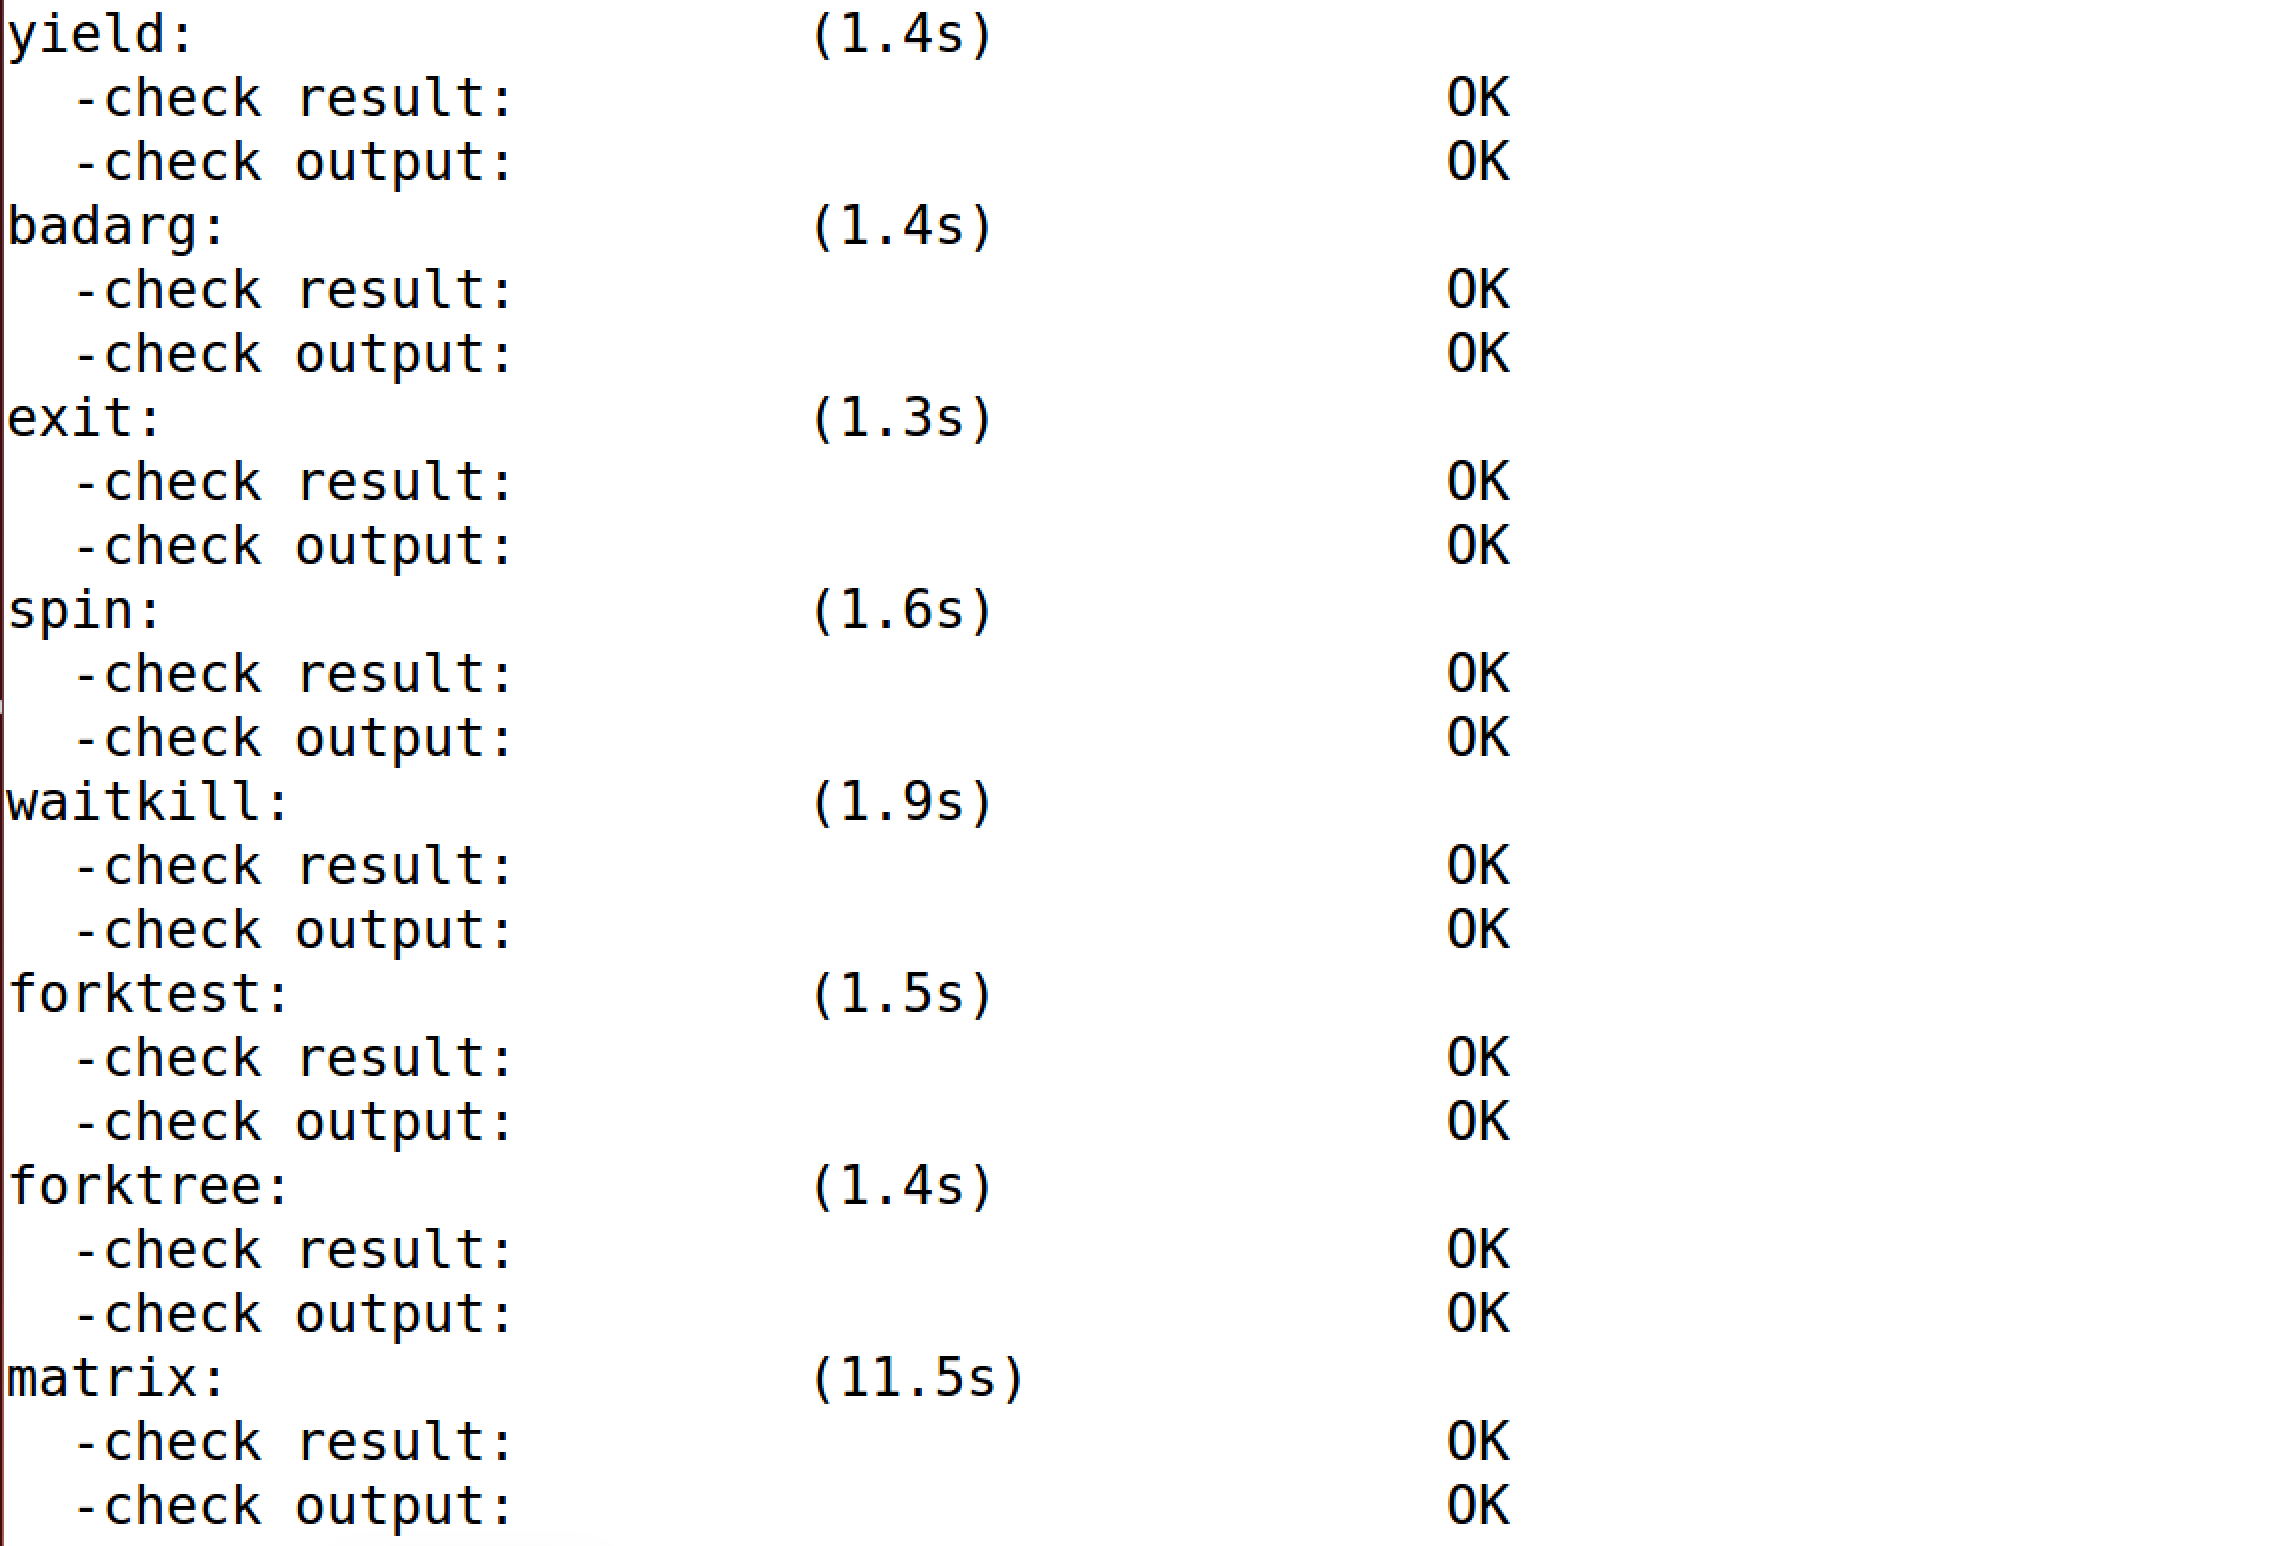 yield:                   (1.4s)
  -check result:                             OK
  -check output:                             OK
badarg:                  (1.4s)
  -check result:                             OK
  -check output:                             OK
exit:                    (1.3s)
  -check result:                             OK
  -check output:                             OK
spin:                    (1.6s)
  -check result:                             OK
  -check output:                             OK
waitkill:                (1.9s)
  -check result:                             OK
  -check output:                             OK
forktest:                (1.5s)
  -check result:                             OK
  -check output:                             OK
forktree:                (1.4s)
  -check result:                             OK
  -check output:                             OK
matrix:                  (11.5s)
  -check result:                             OK
  -check output:                             OK